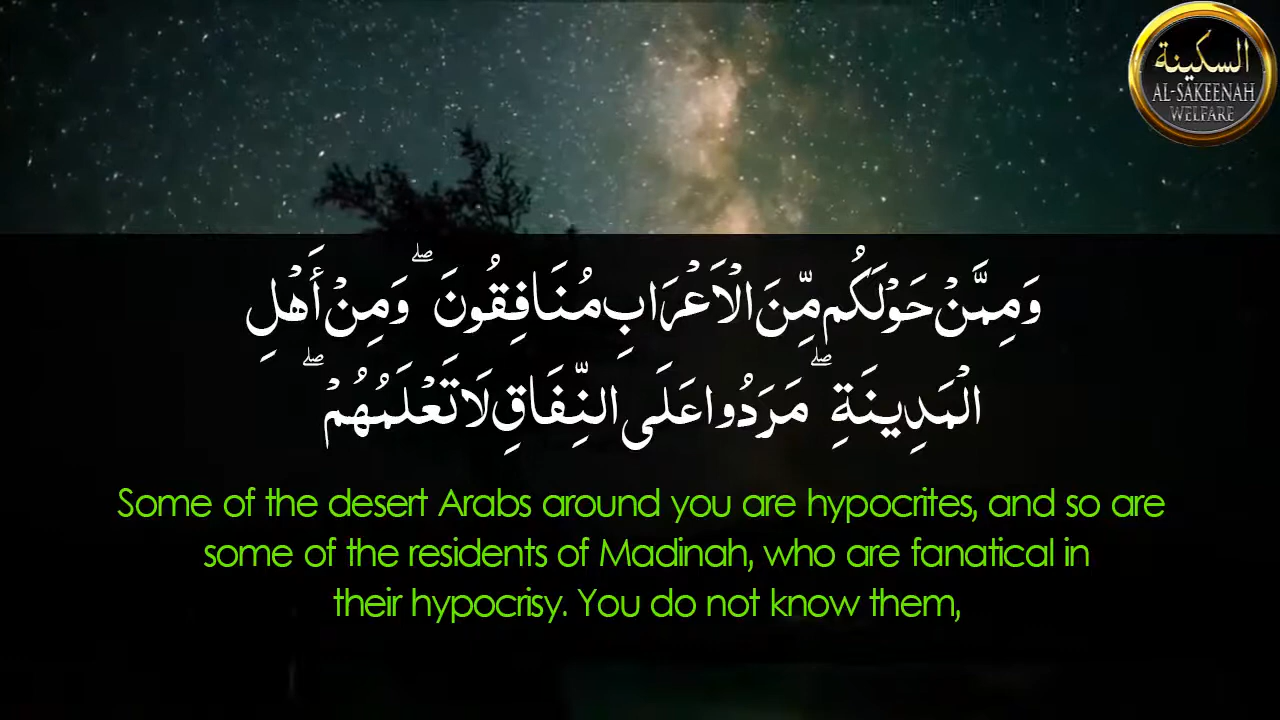 السكينة
AL-SAKEENAH
WELFARE
وَمِمَّنْ حَوْلَكُم مِّنَ الْأَعْرَابِ مُنَافِقُونَ ۖ وَمِنْ أَهْلِ
الْمَدِينَةِ ۖ مَرَدُوا عَلَى النِّفَاقِ لَا تَعْلَمُهُمْ ۖ
Some of the desert Arabs around you are hypocrites, and so are
some of the residents of Madinah, who are fanatical in
their hypocrisy. You do not know them,